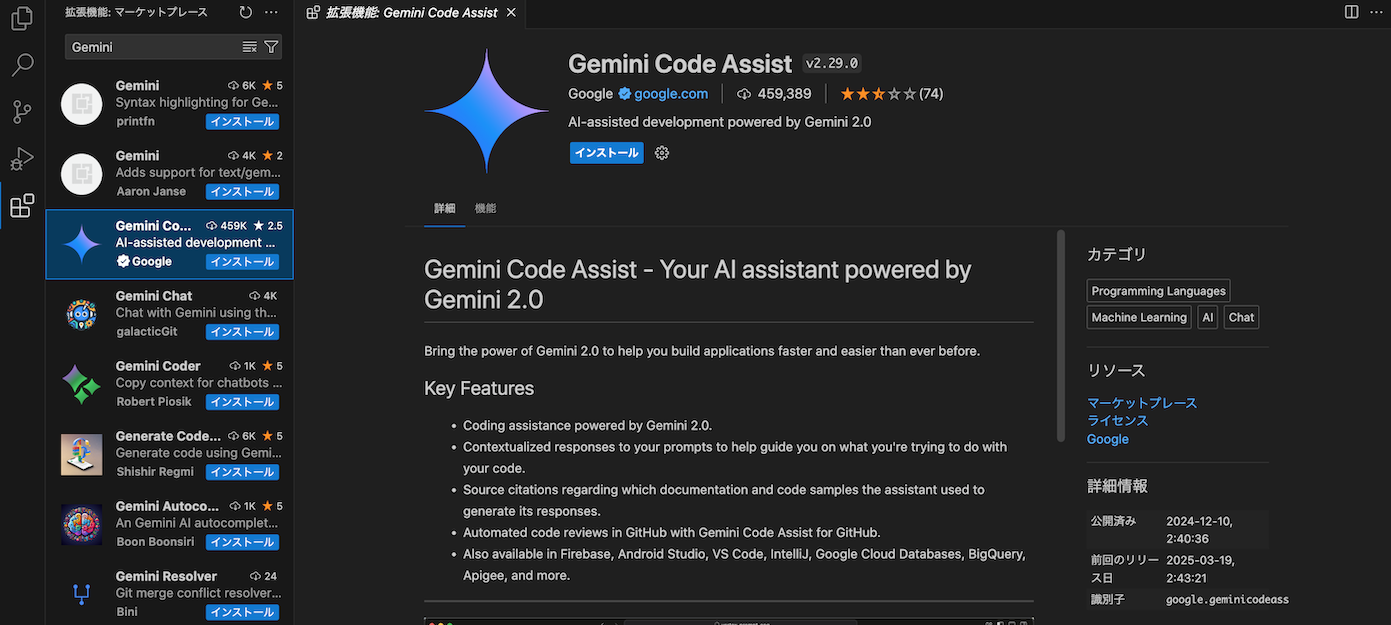 拡張機能: マーケットプレース
Gemini
Gemini 6K ★ 5
Syntax highlighting for Ge...
printfn インストール
Gemini 4K ★ 2
Adds support for text/gem...
Aaron Janse インストール
Gemini Co... 459K ★ 2.5
AI-assisted development ...
Google インストール
Gemini Chat 4K
Chat with Gemini using th...
galacticGit インストール
Gemini Coder 1K ★ 5
Copy context for chatbots ...
Robert Piosik インストール
Generate Code... 6K ★ 5
Generate code using Gemi...
Shishir Regmi インストール
Gemini Autoco... 1K ★ 5
An Gemini AI autocomplet...
Boon Boonsiri インストール
Gemini Resolver 24
Git merge conflict resolver...
Bini インストール
拡張機能: Gemini Code Assist
Gemini Code Assist v2.29.0
Google google.com 459,389 (74)
AI-assisted development powered by Gemini 2.0
インストール
詳細 機能
Gemini Code Assist - Your AI assistant powered by
Gemini 2.0
Bring the power of Gemini 2.0 to help you build applications faster and easier than ever before.
Key Features
• Coding assistance powered by Gemini 2.0.
• Contextualized responses to your prompts to help guide you on what you're trying to do with
your code.
• Source citations regarding which documentation and code samples the assistant used to
generate its responses.
• Automated code reviews in GitHub with Gemini Code Assist for GitHub.
• Also available in Firebase, Android Studio, VS Code, IntelliJ, Google Cloud Databases, BigQuery,
Apigee, and more.
カテゴリ
Programming Languages
Machine Learning AI Chat
リソース
マーケットプレース
ライセンス
Google
詳細情報
公開済み 2024-12-10,
2:40:36
前回のリリー 2025-03-19,
ス日 2:43:21
識別子 google.geminicodeass